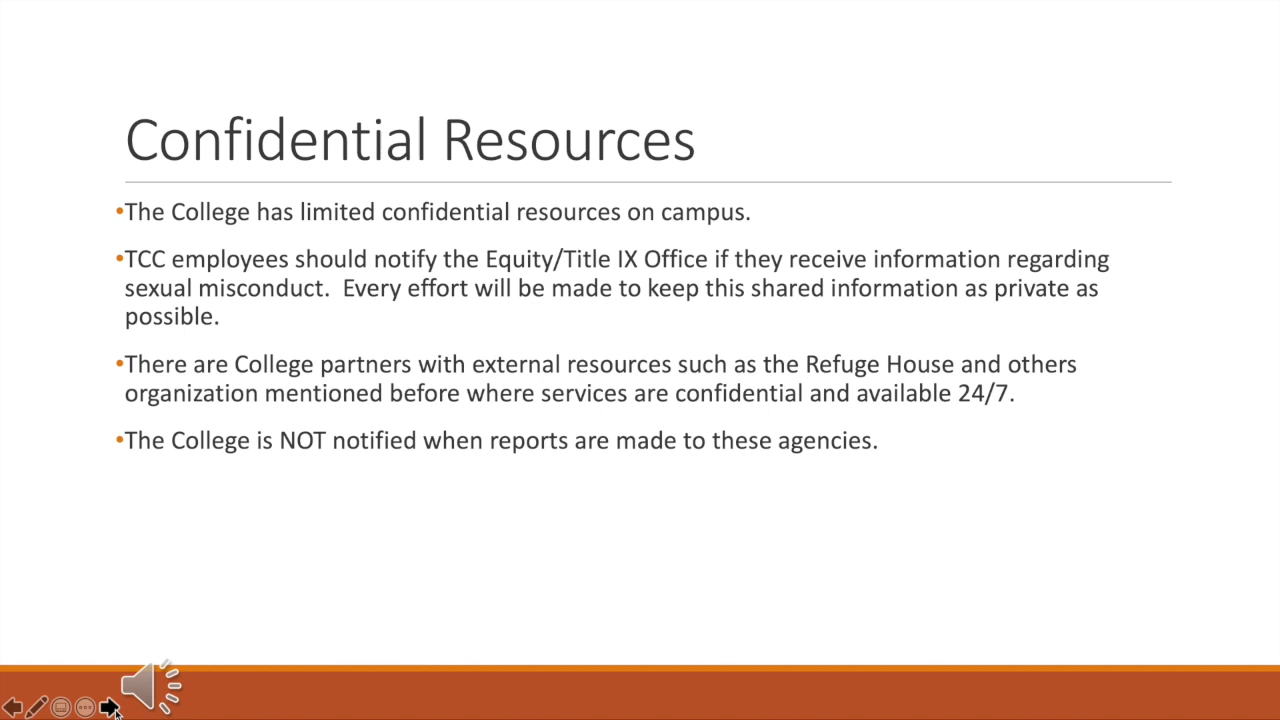 Confidential Resources
•The College has limited confidential resources on campus.
•TCC employees should notify the Equity/Title IX Office if they receive information regarding
sexual misconduct.  Every effort will be made to keep this shared information as private as
possible.
•There are College partners with external resources such as the Refuge House and others
organization mentioned before where services are confidential and available 24/7.
•The College is NOT notified when reports are made to these agencies.